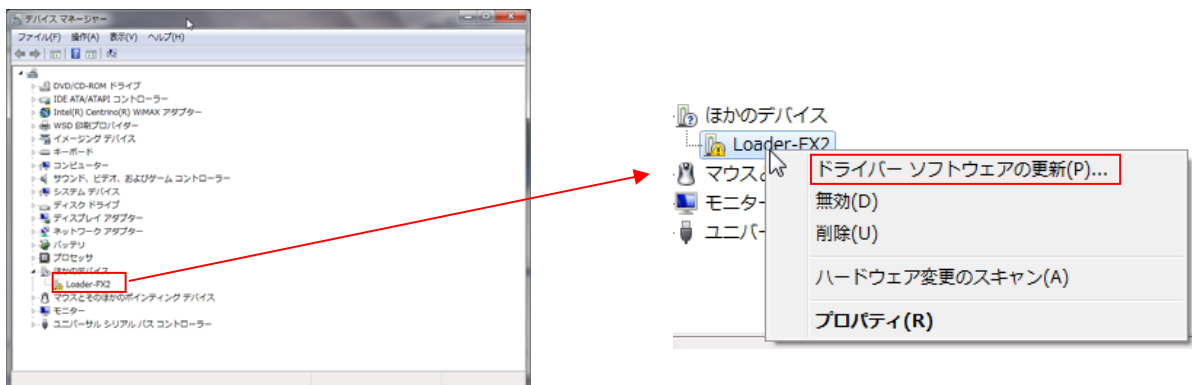 デバイス マネージャー
ファイル(F) 操作(A) 表示(V) ヘルプ(H)
DVD/CD-ROM ドライブ
IDE ATA/ATAPI コントローラー
Intel(R) Centrino(R) WiMAX アダプター
WSD 印刷プロバイダー
イメージング デバイス
キーボード
コンピューター
サウンド、ビデオ、およびゲーム コントローラー
システム デバイス
ディスク ドライブ
ディスプレイ アダプター
ネットワーク アダプター
バッテリ
プロセッサ
ほかのデバイス
Loader-FX2
マウスとそのほかのポインティング デバイス
モニター
ユニバーサル シリアル バス コントローラー
ほかのデバイス
Loader-FX2
マウスと
モニター
ユニバー
ドライバー ソフトウェアの更新(P)...
無効(D)
削除(U)
ハードウェア変更のスキャン(A)
プロパティ(R)